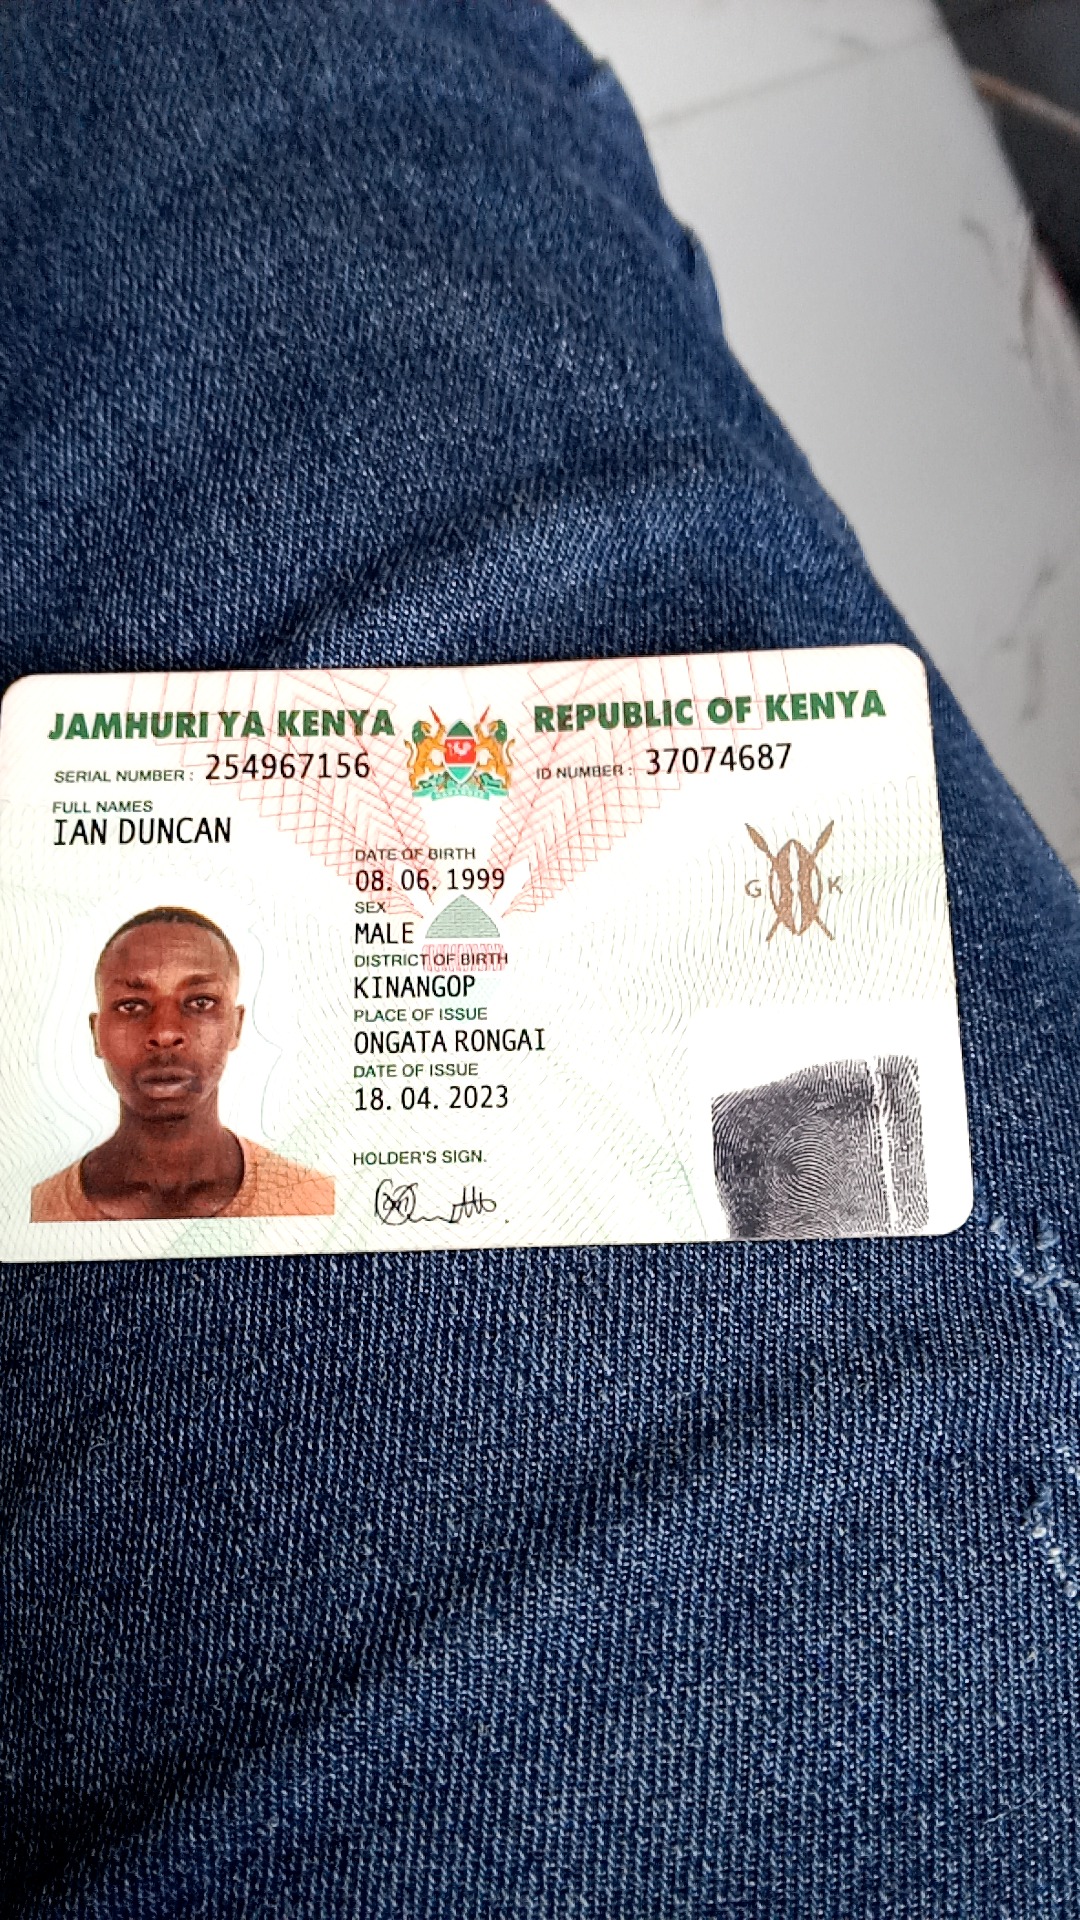 JAMHURI YA KENYA
REPUBLIC OF KENYA
SERIAL NUMBER : 254967156
ID NUMBER : 37074687
FULL NAMES
IAN DUNCAN
DATE OF BIRTH
08. 06. 1999
SEX
MALE
DISTRICT OF BIRTH
KINANGOP
PLACE OF ISSUE
ONGATA RONGAI
DATE OF ISSUE
18. 04. 2023
HOLDER'S SIGN.
G K